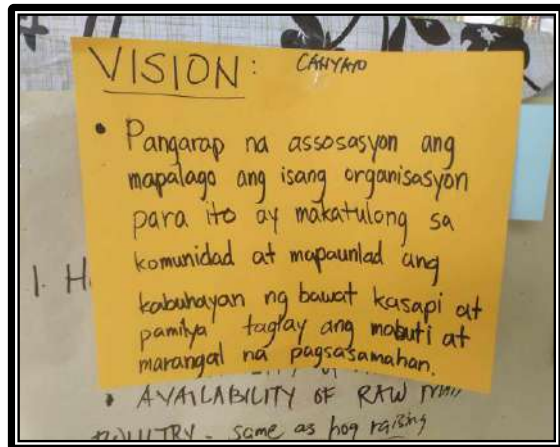 VISION: CANYAYO
• Pangarap na assosasyon ang
mapalago ang isang organisasyon
para ito ay makatulong sa
komunidad at mapaunlad ang
kabuhayan ng bawat kasapi at
pamilya taglay ang mabuti at
marangal na pagsasamahan.
1. H
• AVAILABILITY OF RAW
POULTRY - same as hog raising